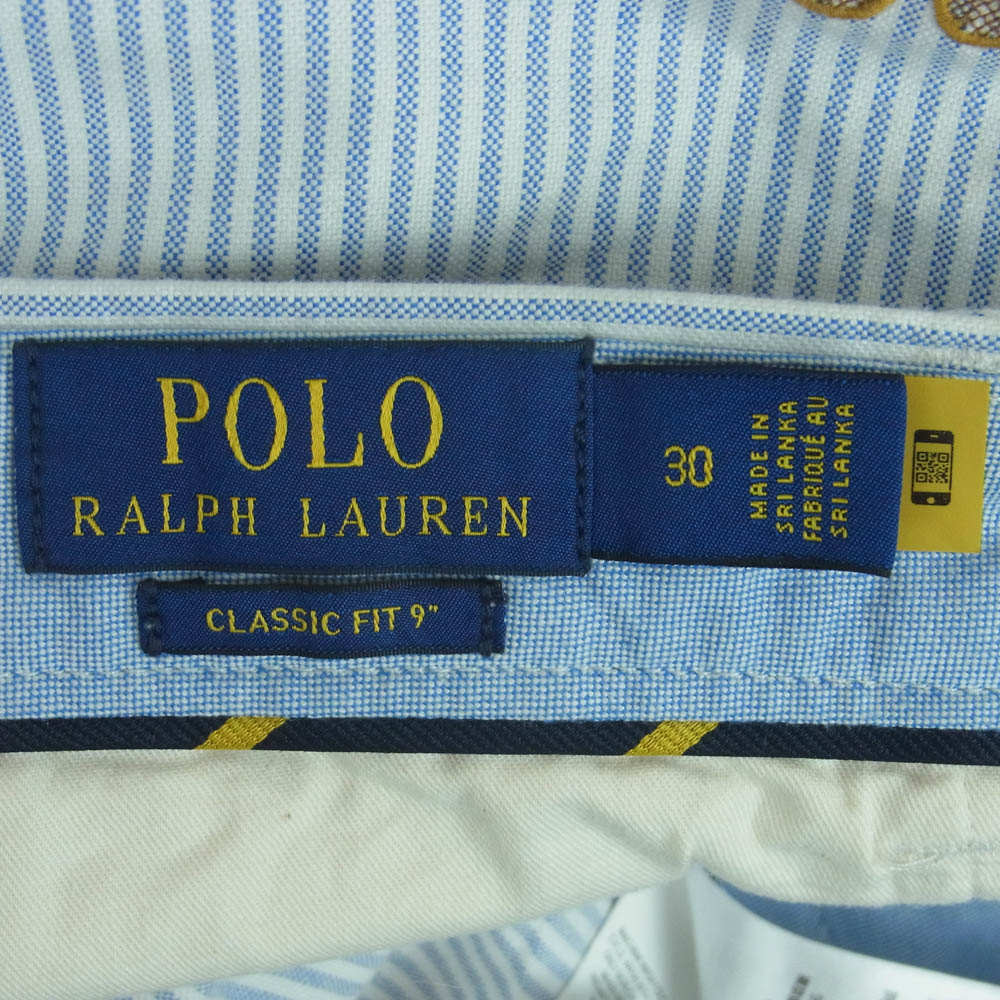 POLO
RALPH LAUREN
CLASSIC FIT 9"
30
MADE IN
SRI LANKA
FABRIQUÉ AU
SRI LANKA